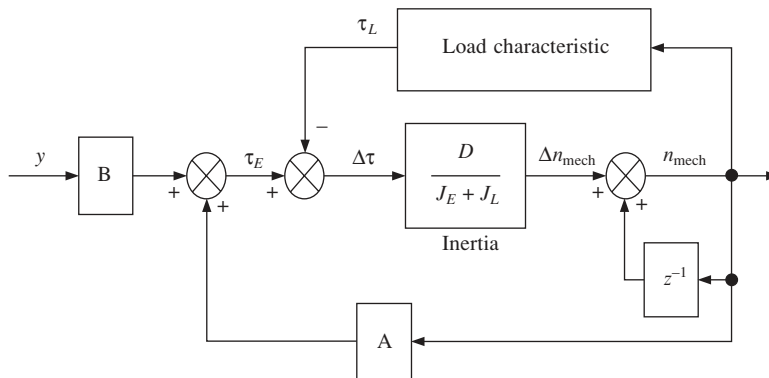 τ_L
Load characteristic
−
y
B
τ_E
Δτ
D
J_E + J_L
Δn_mech
n_mech
+
+
+
+
+
Inertia
z⁻¹
A